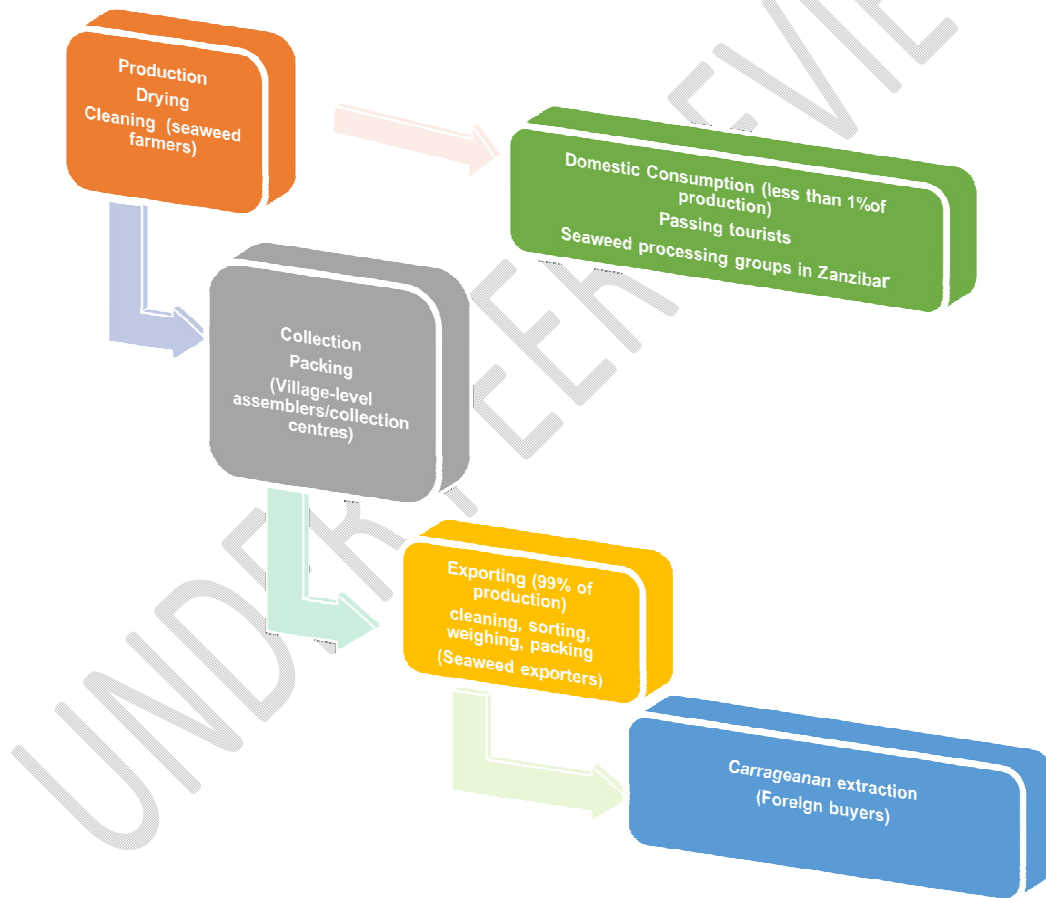 Production
Drying
Cleaning (seaweed
farmers)
Domestic Consumption (less than 1%of
production)
Passing tourists
Seaweed processing groups in Zanzibar
Collection
Packing
(Village-level
assemblers/collection
centres)
Exporting (99% of
production)
cleaning, sorting,
weighing, packing
(Seaweed exporters)
Carrageanan extraction
(Foreign buyers)
UNDER PEER REVIE